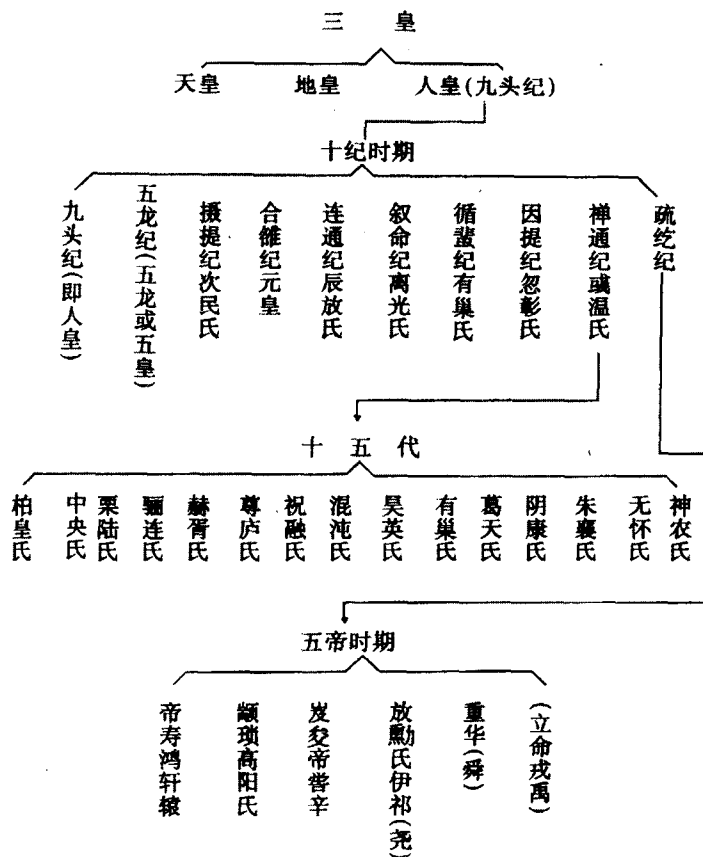 三 皇
天皇 地皇 人皇(九头纪)
十纪时期
九头纪(即人皇)
五龙纪(五龙或五皇)
摄提纪次民氏
合雒纪元皇
连通纪辰放氏
叙命纪离光氏
循蜚纪有巢氏
因提纪忽彰氏
禅通纪或温氏
疏纥纪
十 五 代
柏皇氏
中央氏
栗陆氏
骊连氏
赫胥氏
尊庐氏
祝融氏
混沌氏
昊英氏
有巢氏
葛天氏
阴康氏
朱襄氏
无怀氏
神农氏
五帝时期
帝寿鸿轩辕
颛琐高阳氏
岌㚇帝喾辛
放勳氏伊祁(尧)
重华(舜)
(立命戎禹)